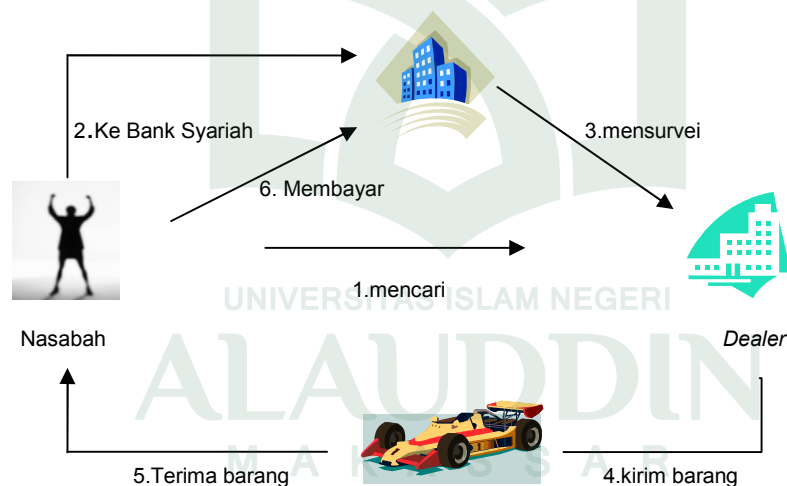 2.Ke Bank Syariah
3.mensurvei
6. Membayar
1.mencari
UNIVERSITAS ISLAM NEGERI
Nasabah
Dealer
ALAUDDIN
M A K A S S A R
5.Terima barang
4.kirim barang